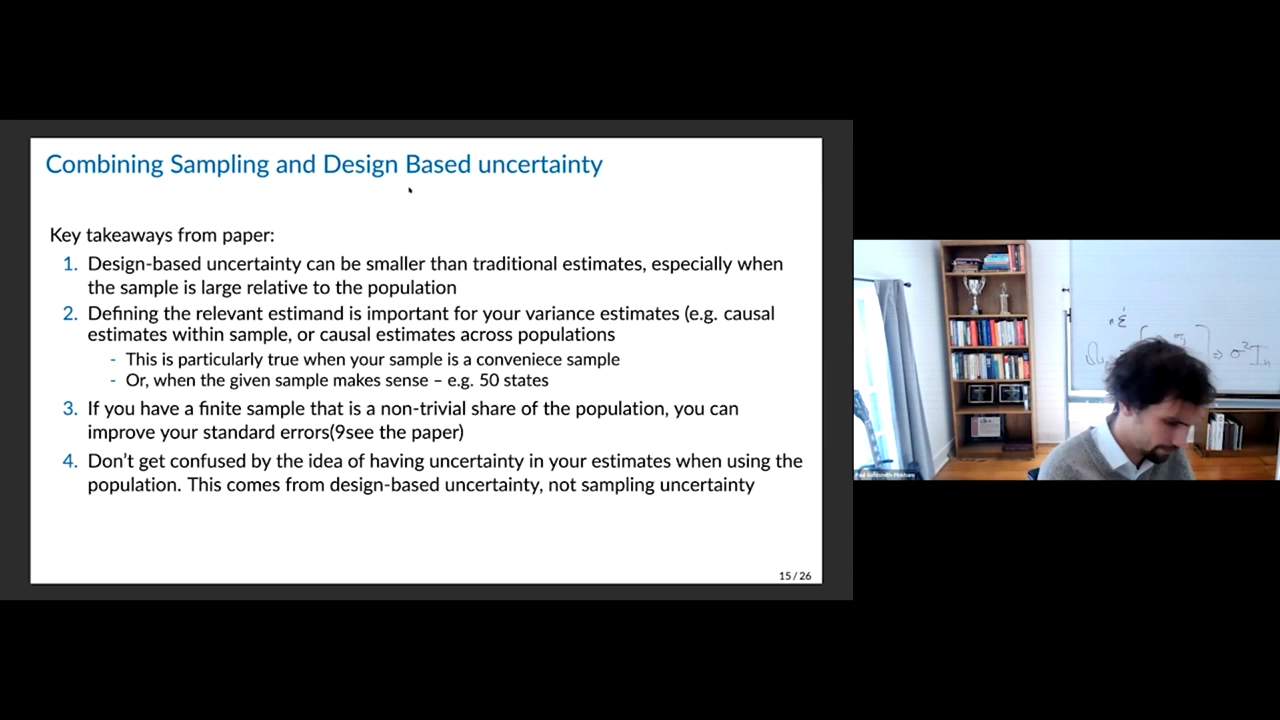 Combining Sampling and Design Based uncertainty
Key takeaways from paper:
1. Design-based uncertainty can be smaller than traditional estimates, especially when
the sample is large relative to the population
2. Defining the relevant estimand is important for your variance estimates (e.g. causal
estimates within sample, or causal estimates across populations
- This is particularly true when your sample is a conveniece sample
- Or, when the given sample makes sense – e.g. 50 states
3. If you have a finite sample that is a non-trivial share of the population, you can
improve your standard errors(9see the paper)
4. Don't get confused by the idea of having uncertainty in your estimates when using the
population. This comes from design-based uncertainty, not sampling uncertainty
15 / 26
Paul Goldsmith-Pinkham
⇒ σ²Iₙ